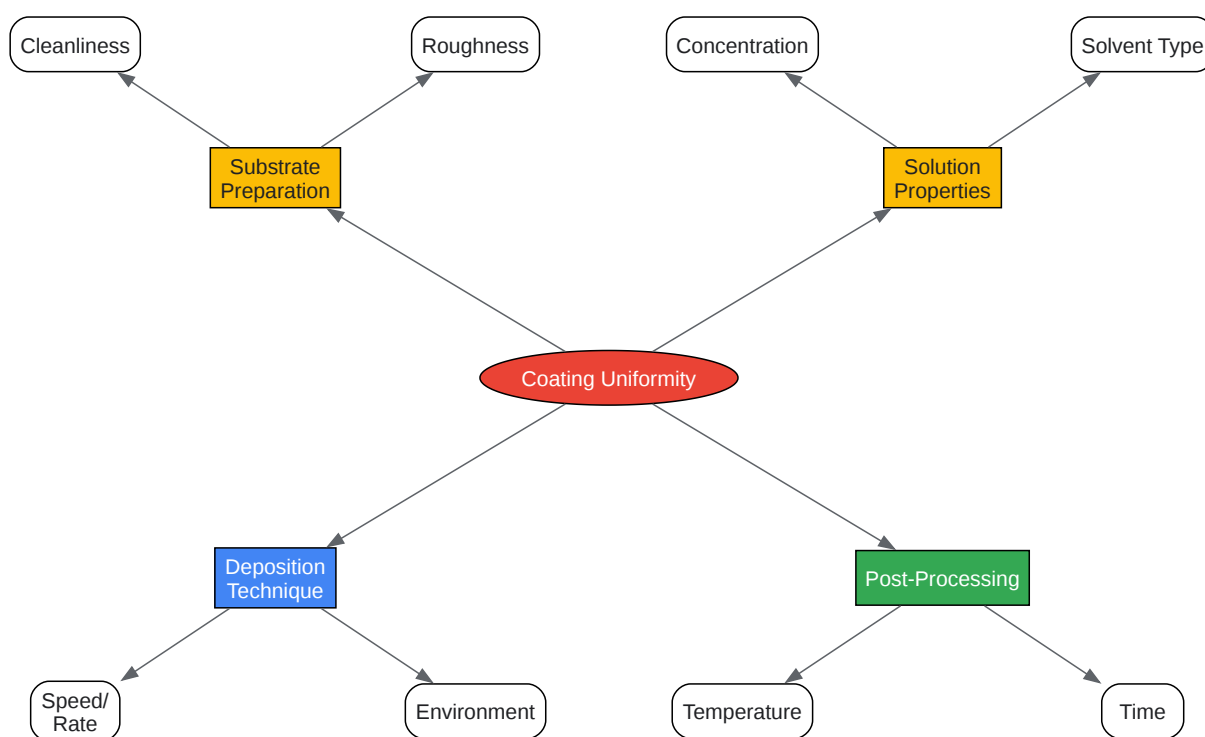 Cleanliness
Roughness
Concentration
Solvent Type
Substrate
Preparation
Solution
Properties
Coating Uniformity
Deposition
Technique
Post-Processing
Speed/
Rate
Environment
Temperature
Time